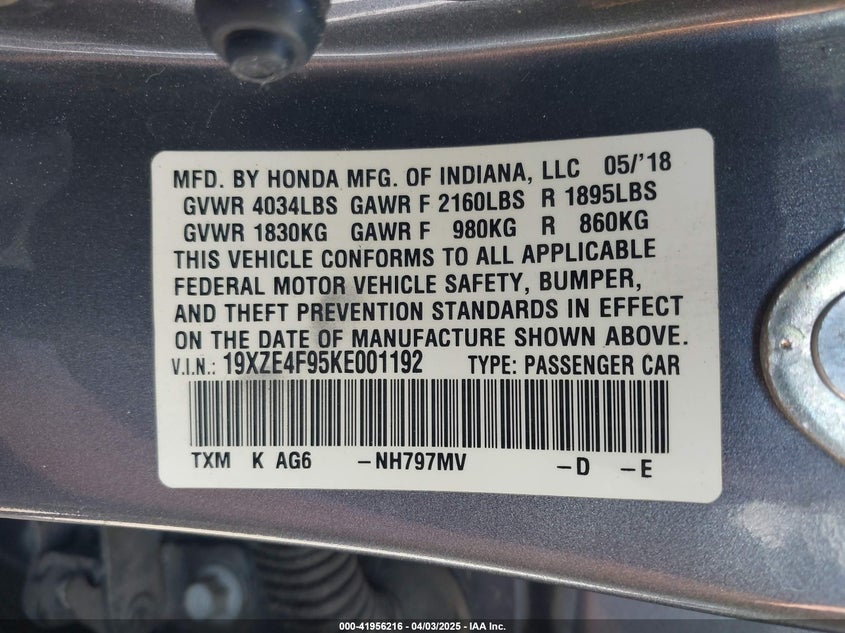 MFD. BY HONDA MFG. OF INDIANA, LLC 05/'18
GVWR 4034LBS GAWR F 2160LBS R 1895LBS
GVWR 1830KG GAWR F 980KG R 860KG
THIS VEHICLE CONFORMS TO ALL APPLICABLE
FEDERAL MOTOR VEHICLE SAFETY, BUMPER,
AND THEFT PREVENTION STANDARDS IN EFFECT
ON THE DATE OF MANUFACTURE SHOWN ABOVE.
V.I.N.: 19XZE4F95KE001192 TYPE: PASSENGER CAR
TXM K AG6 -NH797MV -D -E
000-41956216 - 04/03/2025 - IAA Inc.